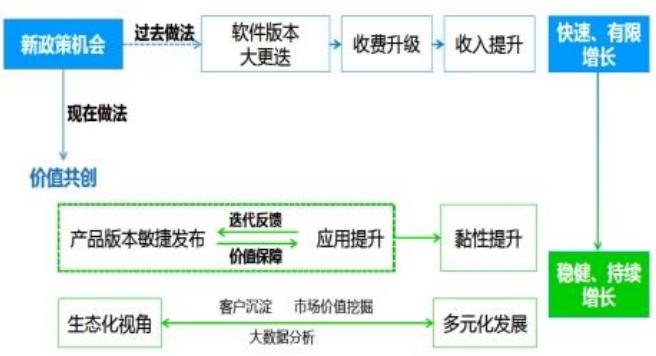 新政策机会
过去做法
软件版本
大更迭
收费升级
收入提升
快速、有限
增长
现在做法
价值共创
产品版本敏捷发布
迭代反馈
价值保障
应用提升
黏性提升
稳健、持续
增长
生态化视角
客户沉淀 市场价值挖掘
大数据分析
多元化发展